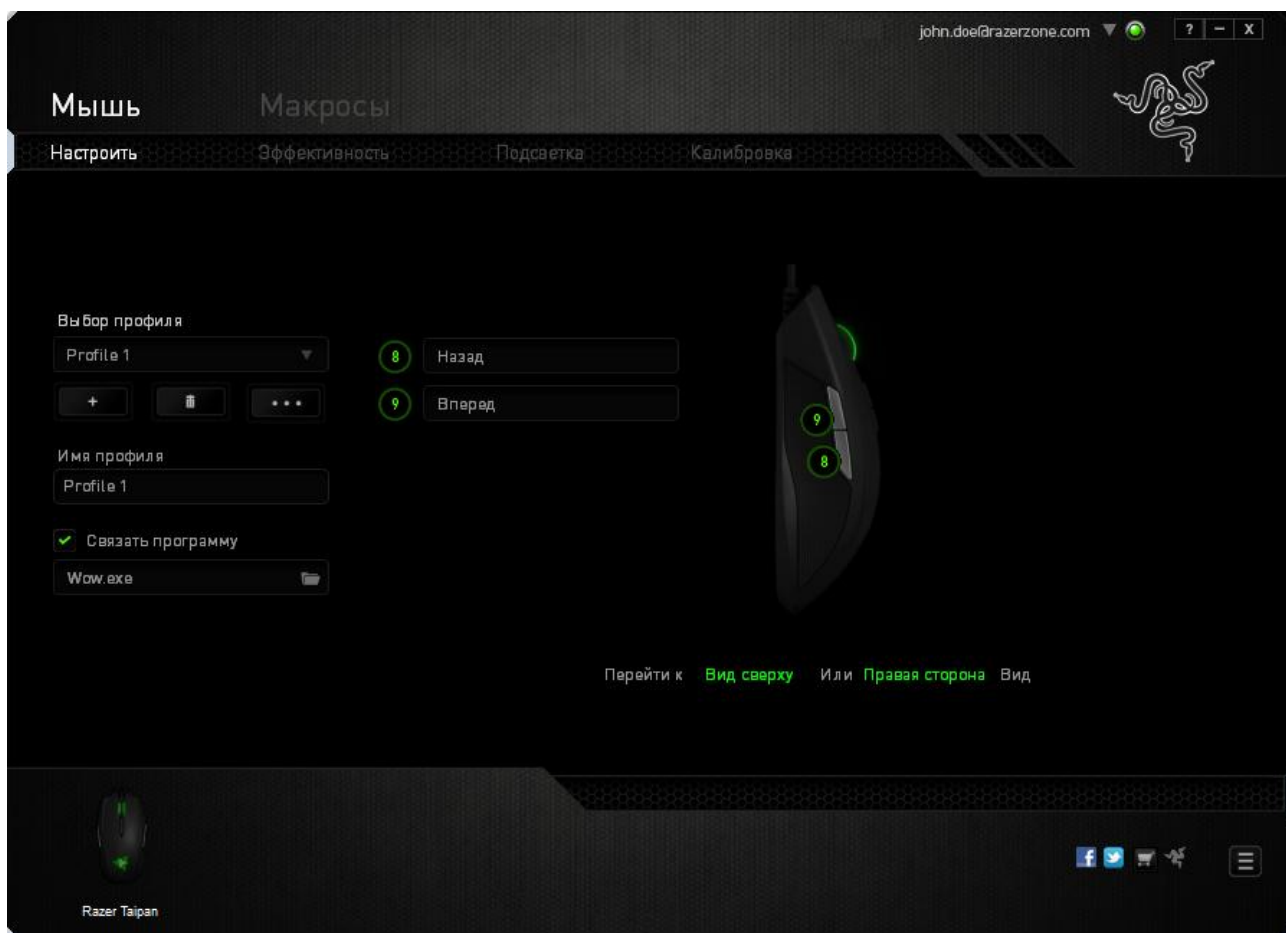 john.doe@razerzone.com ? – X
Мышь Макросы
Настроить Эффективность Подсветка Калибровка
Выбор профиля
Profile 1
8 Назад
+ •••
9 Вперед
9
8
Имя профиля
Profile 1
Связать программу
Wow.exe
Перейти к Вид сверху Или Правая сторона Вид
Razer Taipan